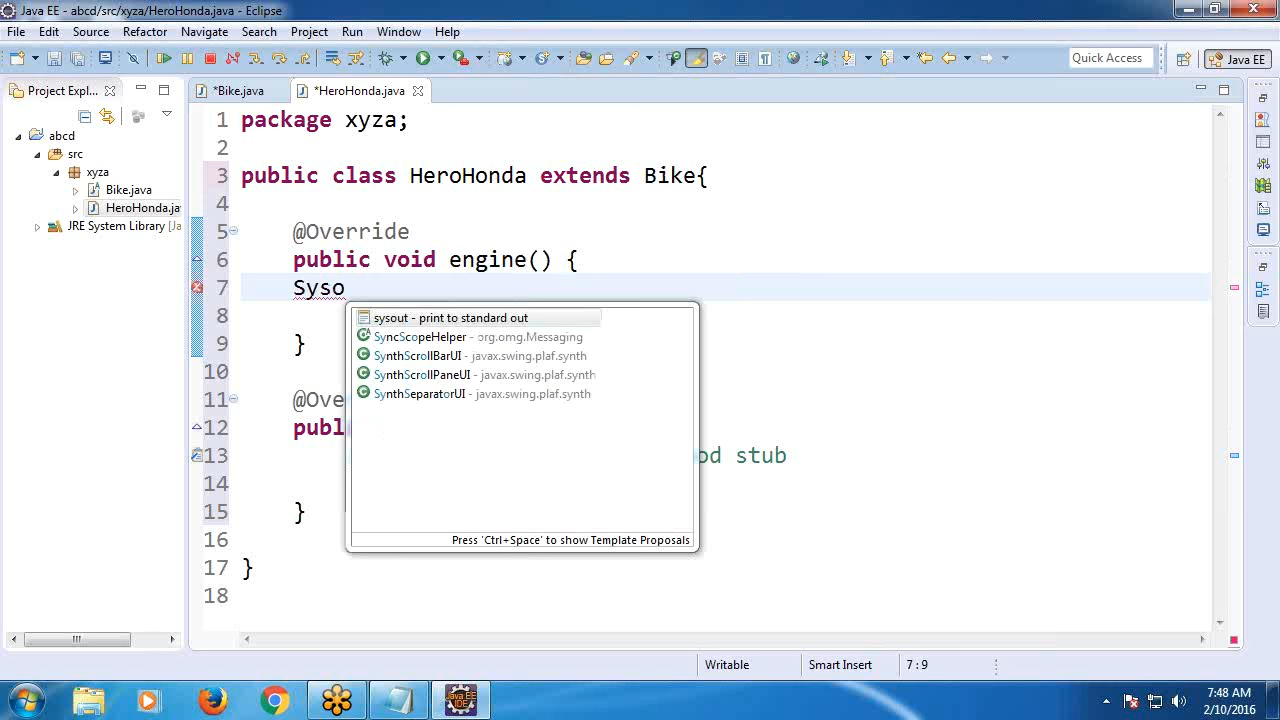 Java EE - abcd/src/xyza/HeroHonda.java - Eclipse
File Edit Source Refactor Navigate Search Project Run Window Help
Quick Access
Java EE
Project Expl...
*Bike.java
*HeroHonda.java
abcd
src
xyza
Bike.java
HeroHonda.ja
JRE System Library [Ja
1 package xyza;
2
3 public class HeroHonda extends Bike{
4
5 @Override
6 public void engine() {
7 Syso
8
9 }
10
11 @Ove
12 publ
13 od stub
14
15 }
16
17 }
18
sysout - print to standard out
SyncScopeHelper - org.omg.Messaging
SynthScrollBarUI - javax.swing.plaf.synth
SynthScrollPaneUI - javax.swing.plaf.synth
SynthSeparatorUI - javax.swing.plaf.synth
Press 'Ctrl+Space' to show Template Proposals
Writable
Smart Insert
7 : 9
Java EE
IDE
7:48 AM
2/10/2016